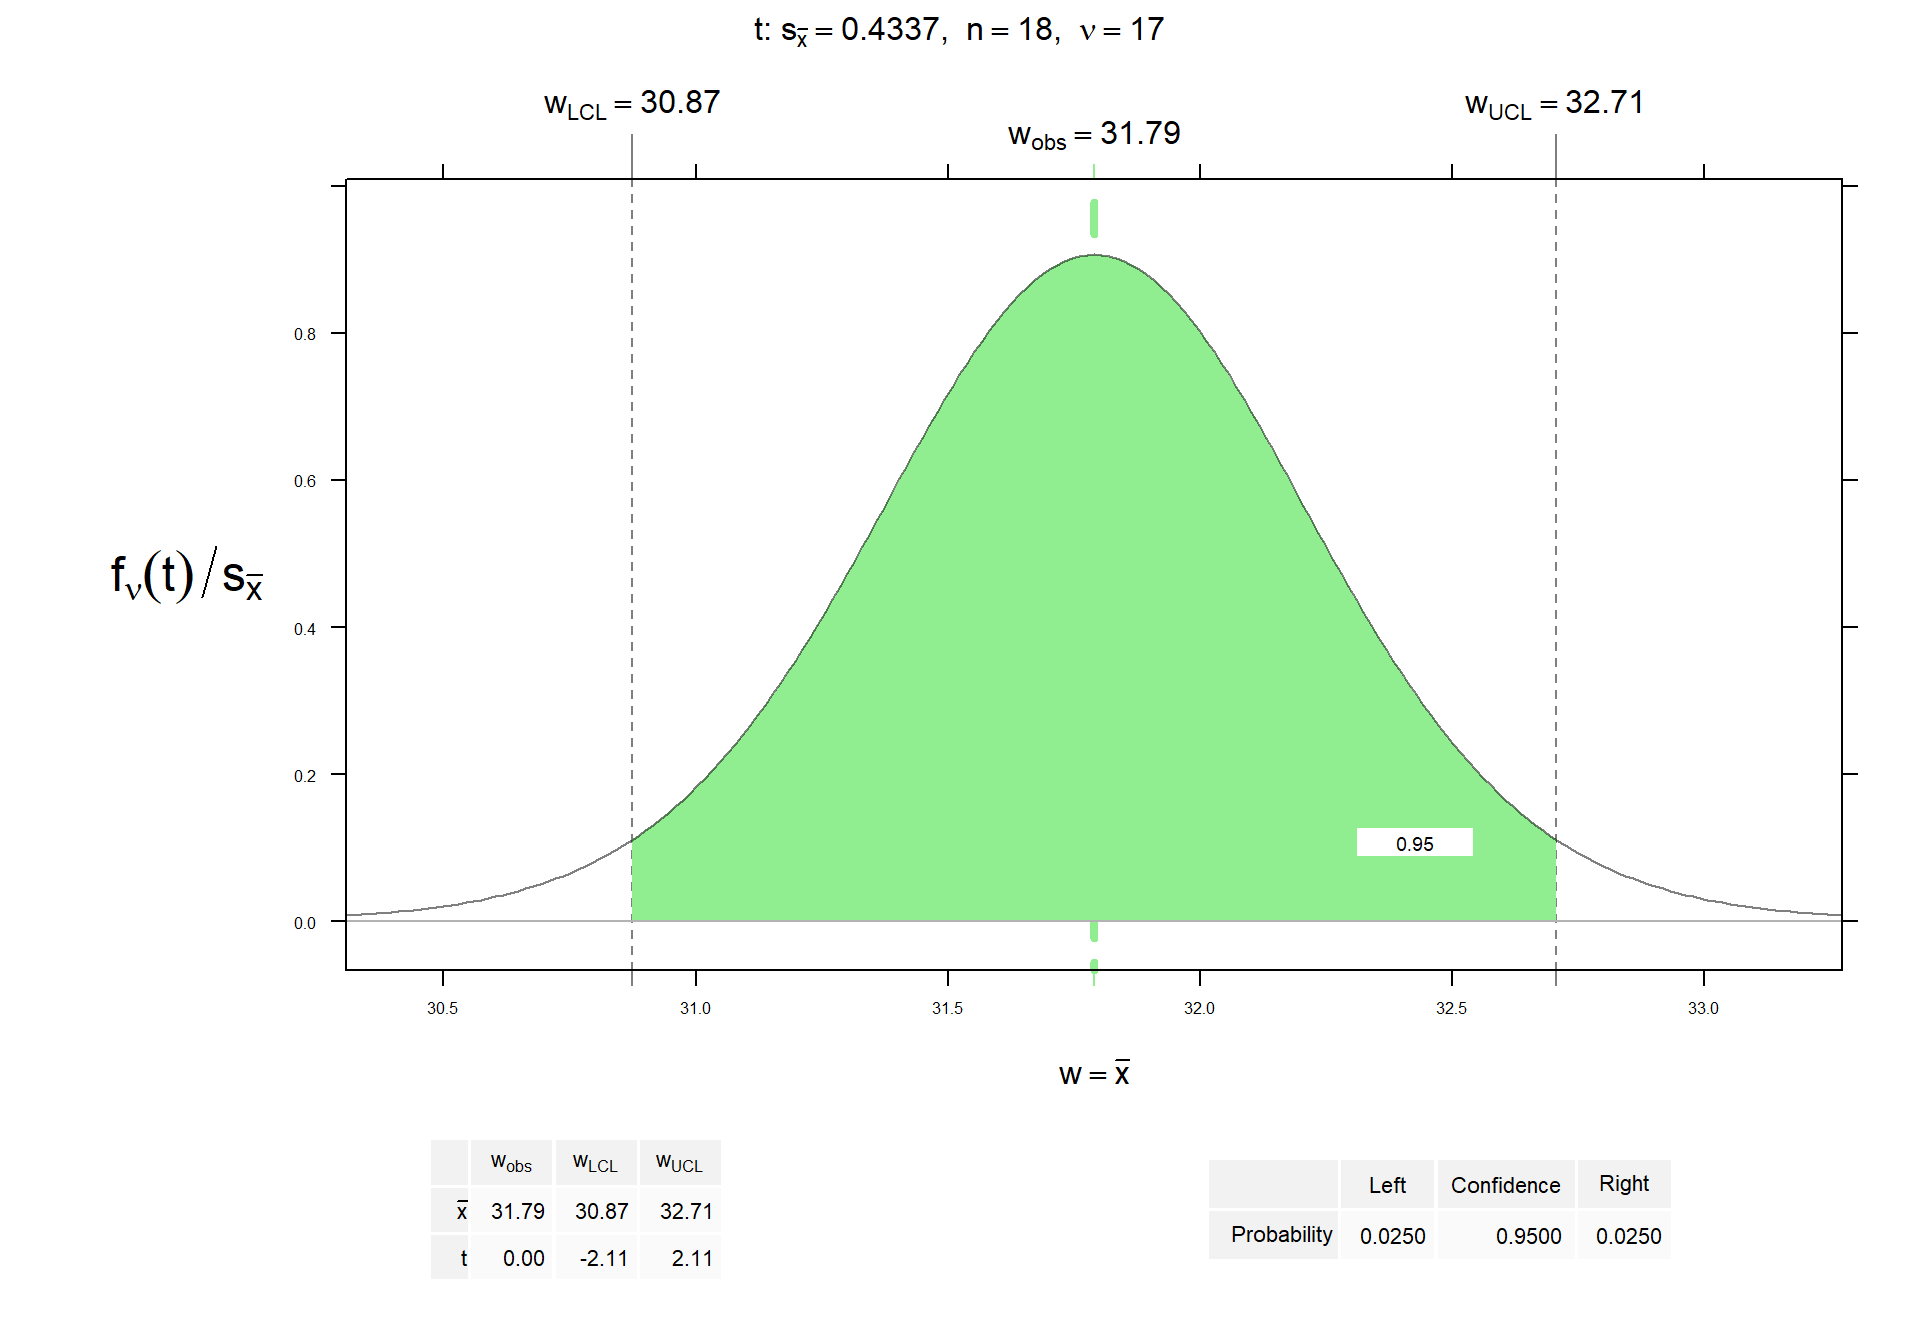 t: s_x̄ = 0.4337, n = 18, ν = 17
w_LCL = 30.87
w_UCL = 32.71
w_obs = 31.79
0.8
0.6
f_ν(t)/s_x̄
0.4
0.2
0.95
0.0
30.5 31.0 31.5 32.0 32.5 33.0
w = x̄
w_obs w_LCL w_UCL
x̄ 31.79 30.87 32.71
t 0.00 -2.11 2.11
Left Confidence Right
Probability 0.0250 0.9500 0.0250